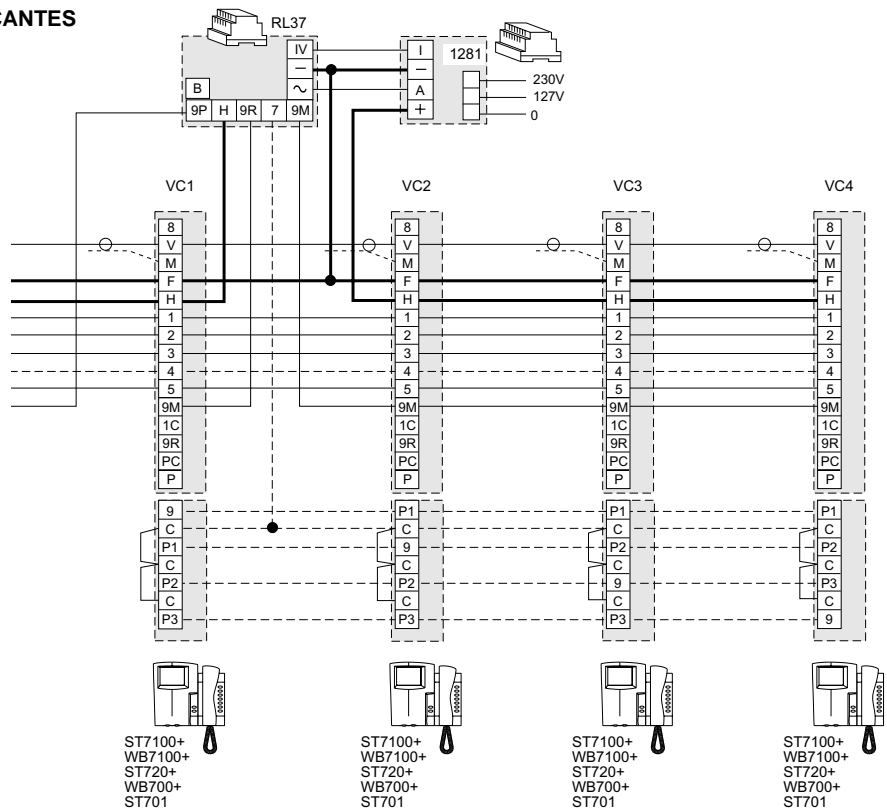 CANTES
RL37
IV
–
~
B
9P H 9R 7 9M
I
–
A
+
1281
230V
127V
0
VC1 VC2 VC3 VC4
8 8 8 8
V V V V
M M M M
F F F F
H H H H
1 1 1 1
2 2 2 2
3 3 3 3
4 4 4 4
5 5 5 5
9M 9M 9M 9M
1C 1C 1C 1C
9R 9R 9R 9R
PC PC PC PC
P P P P
9 P1 P1 P1
C C C C
P1 9 P2 P2
C C C C
P2 P2 9 P3
C C C C
P3 P3 P3 9
ST7100+ ST7100+ ST7100+ ST7100+
WB7100+ WB7100+ WB7100+ WB7100+
ST720+ ST720+ ST720+ ST720+
WB700+ WB700+ WB700+ WB700+
ST701 ST701 ST701 ST701